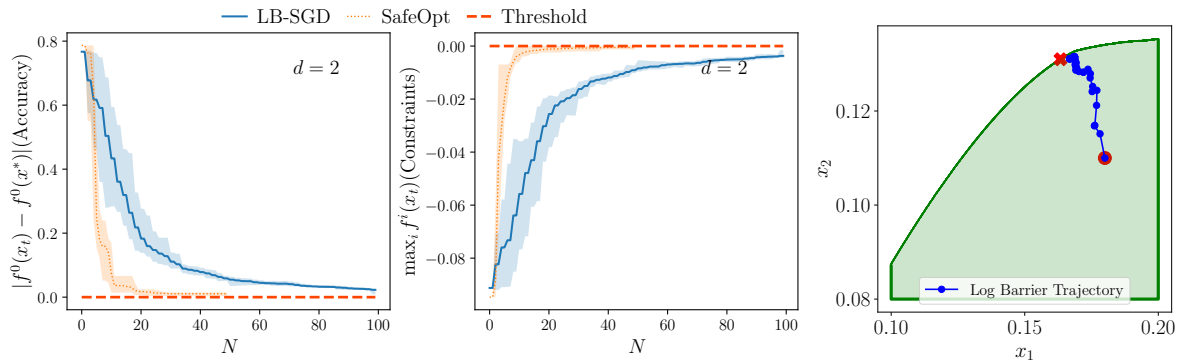 LB-SGD SafeOpt Threshold
|f⁰(x_t) − f⁰(x*)|(Accuracy)
0.8
0.6
0.4
0.2
0.0
d = 2
0 20 40 60 80 100
N
max_i fⁱ(x_t)(Constraints)
0.00
−0.02
−0.04
−0.06
−0.08
d = 2
0 20 40 60 80 100
N
x₂
0.12
0.10
0.08
Log Barrier Trajectory
0.10 0.15 0.20
x₁